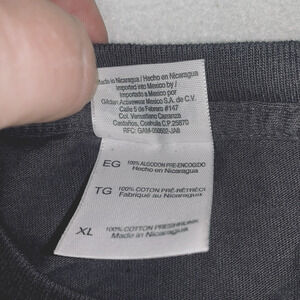 Made in Nicaragua / Hecho en Nicaragua
Imported into Mexico by /
Importado a Mexico por
Gildan Activewear Mexico S.A. de C.V.
Calle 5 de Febrero #147
Col. Venustiano Carranza
Castaños, Coahuila C.P. 25870
RFC: GAM-050502-JA8
EG 100% ALGODON PRE-ENCOGIDO
Hecho en Nicaragua
TG 100% COTON PRÉ-RÉTRÉCI
Fabriqué au Nicaragua
XL 100% COTTON PRESHRUNK
Made in Nicaragua